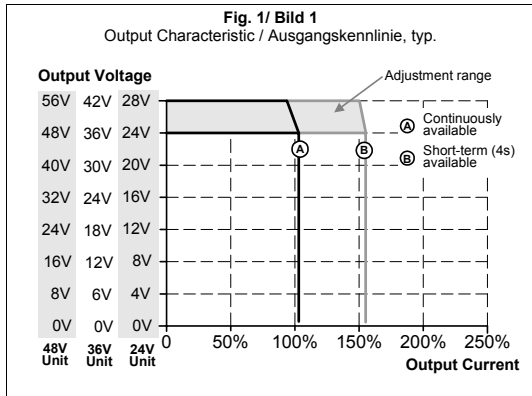 Fig. 1/ Bild 1
Output Characteristic / Ausgangskennlinie, typ.
Output Voltage
Adjustment range
56V 42V 28V
48V 36V 24V
40V 30V 20V
32V 24V 16V
24V 18V 12V
16V 12V 8V
8V 6V 4V
0V 0V 0V
A Continuously
available
B Short-term (4s)
available
A B
0 50% 100% 150% 200% 250%
48V 36V 24V
Unit Unit Unit
Output Current